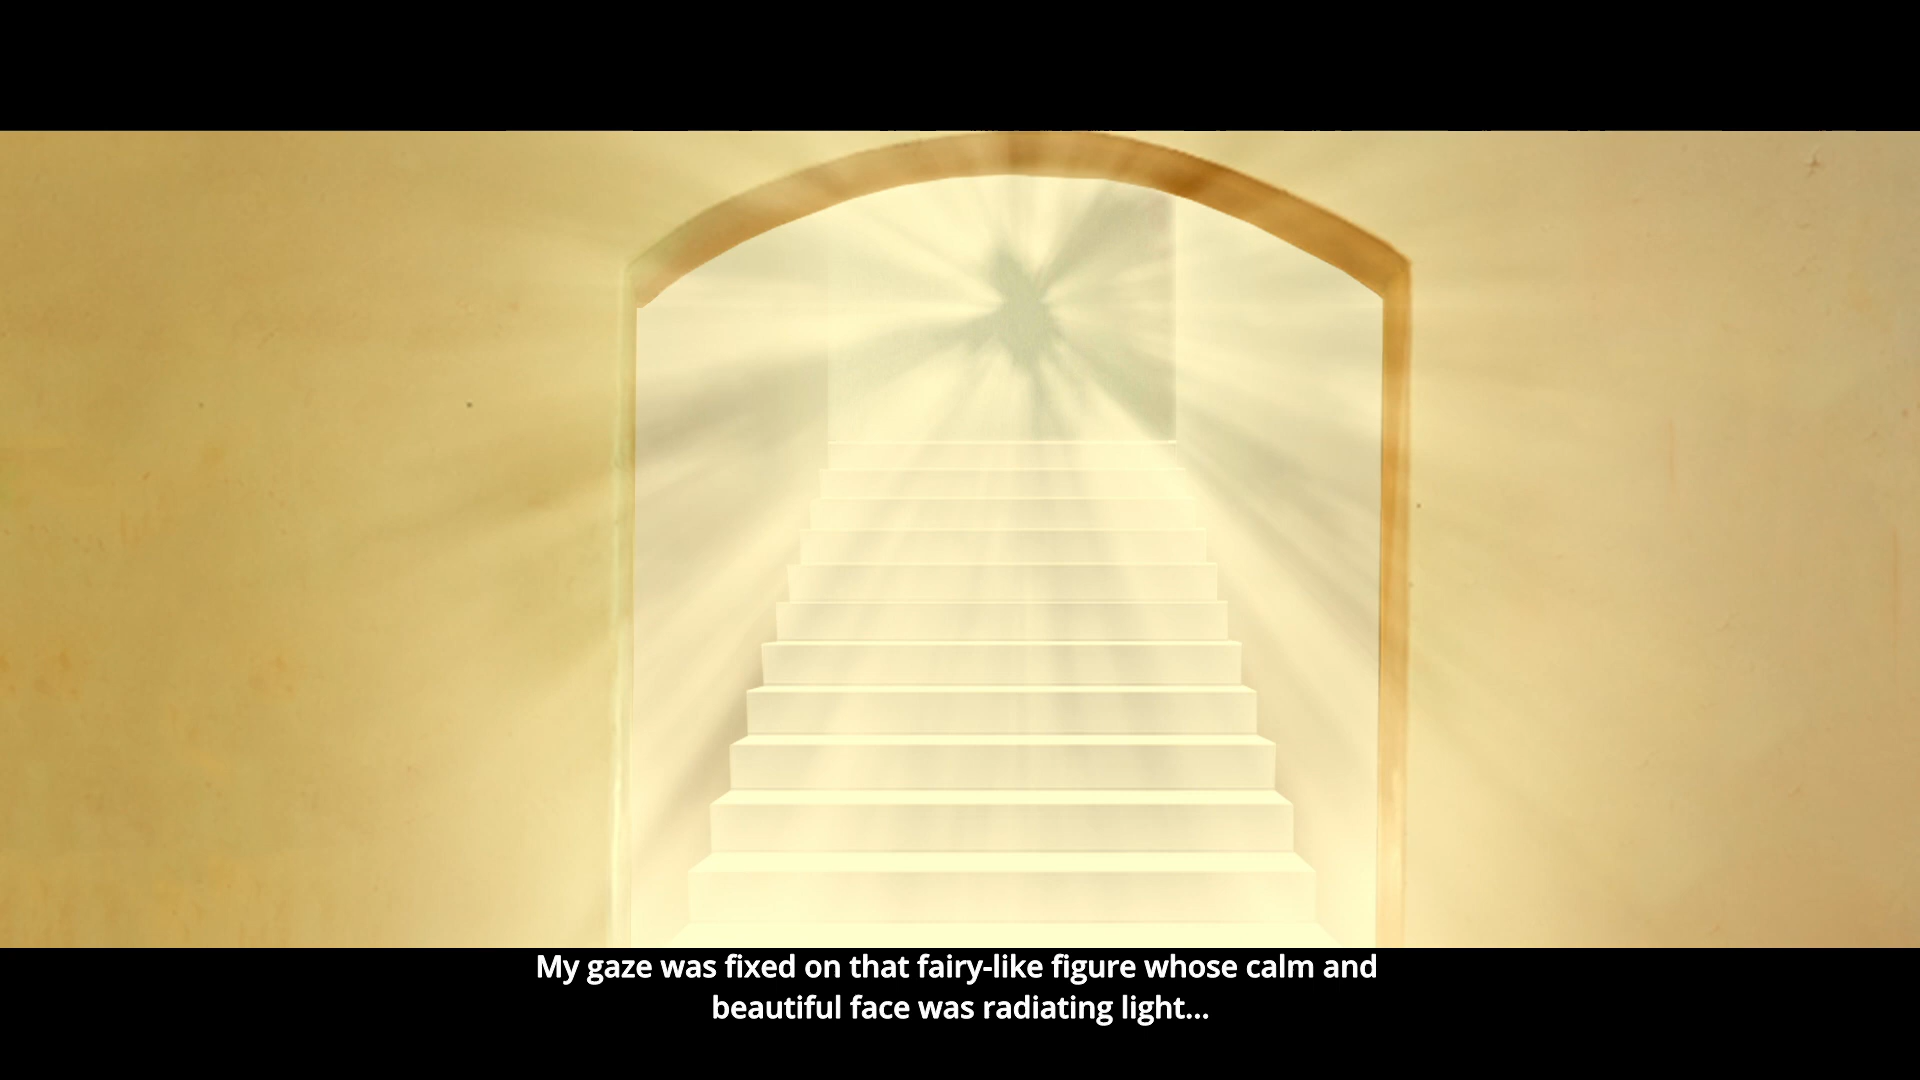 My gaze was fixed on that fairy-like figure whose calm and
beautiful face was radiating light...